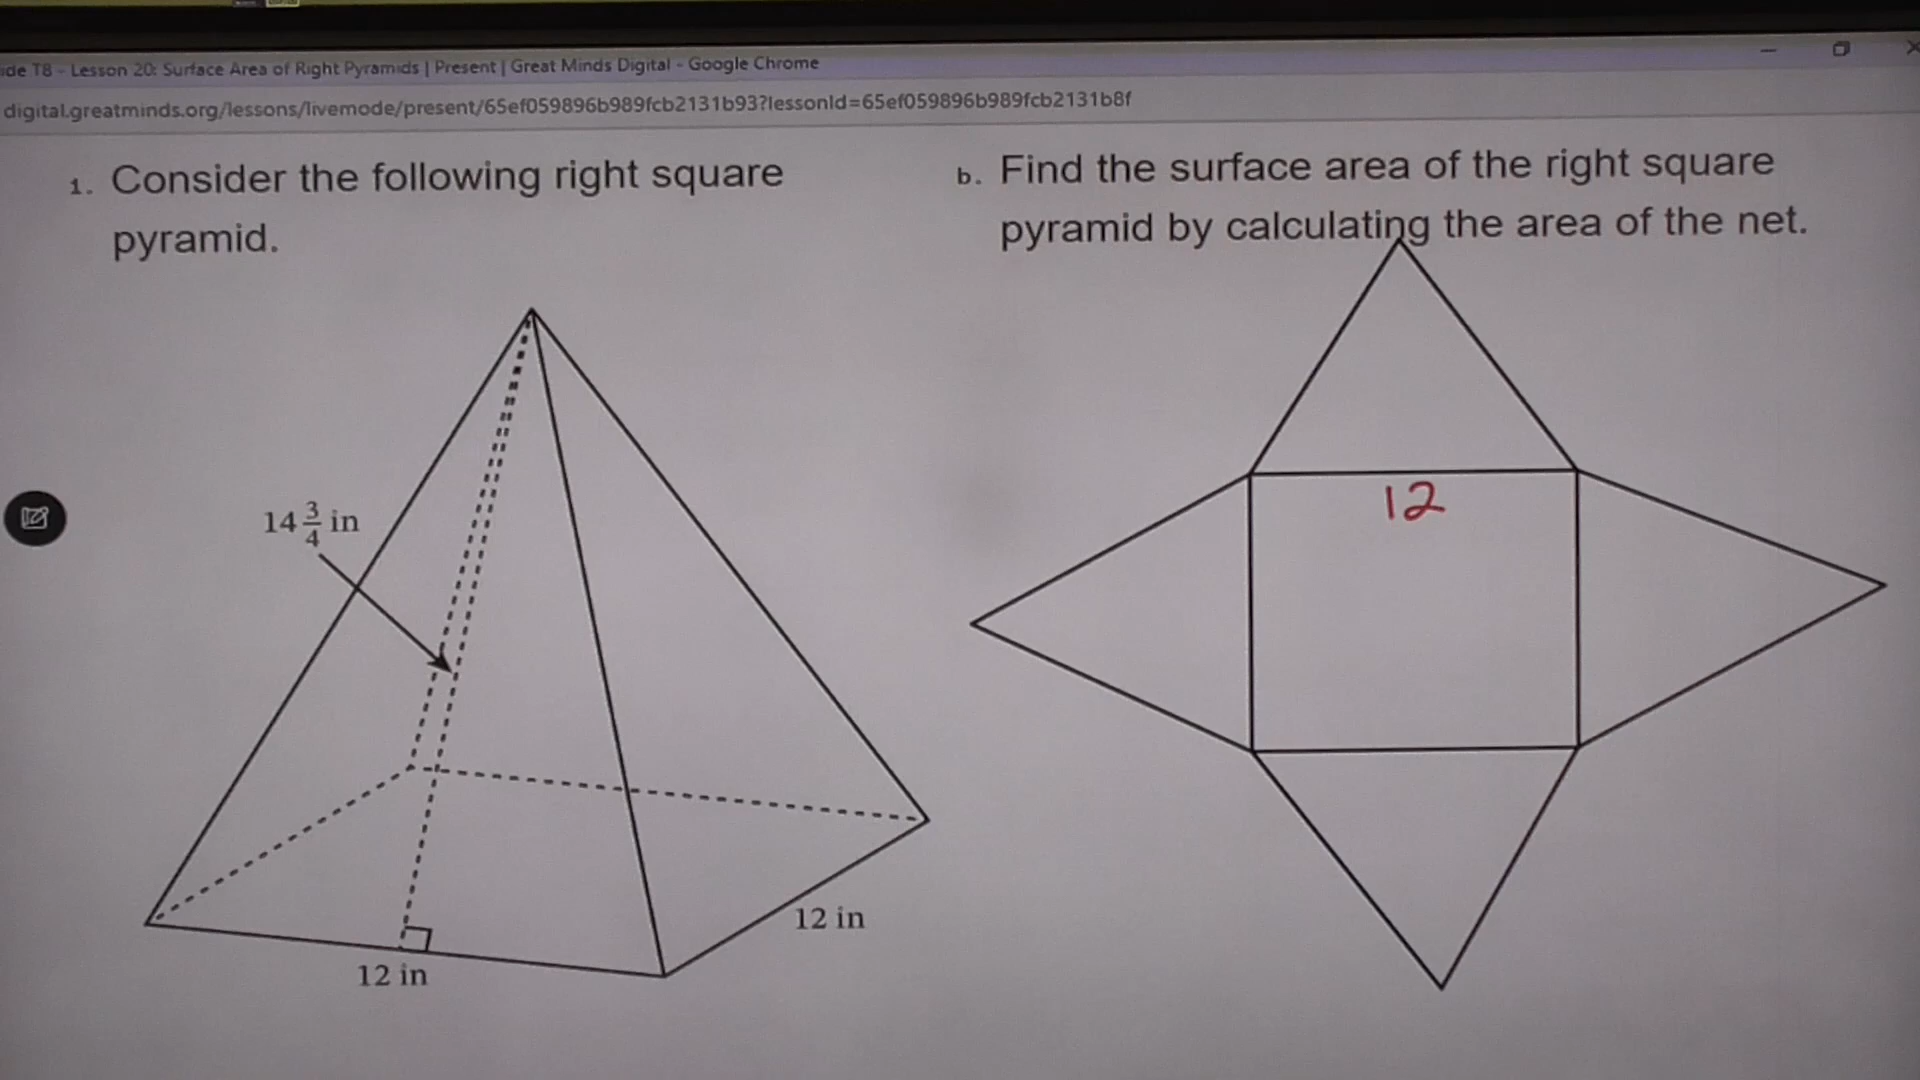 ide T8 - Lesson 20: Surface Area of Right Pyramids | Present | Great Minds Digital - Google Chrome
digital.greatminds.org/lessons/livemode/present/65ef059896b989fcb2131b93?lessonId=65ef059896b989fcb2131b8f
1. Consider the following right square
pyramid.
14 3/4 in
12 in
12 in
b. Find the surface area of the right square
pyramid by calculating the area of the net.
12